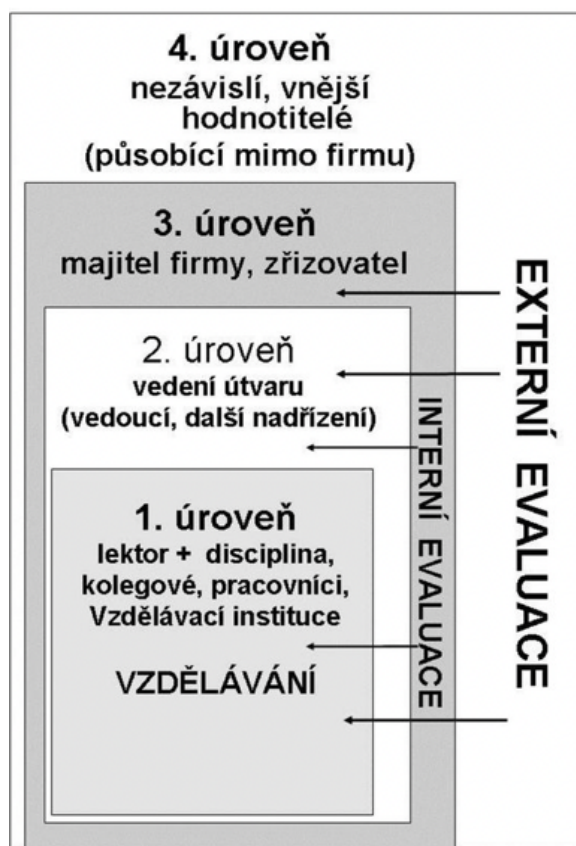 4. úroveň
nezávislí, vnější
hodnotitelé
(působící mimo firmu)
3. úroveň
majitel firmy, zřizovatel
2. úroveň
vedení útvaru
(vedoucí, další nadřízení)
1. úroveň
lektor + disciplina,
kolegové, pracovníci,
Vzdělávací instituce
VZDĚLÁVÁNÍ
INTERNÍ EVALUACE
EXTERNÍ EVALUACE